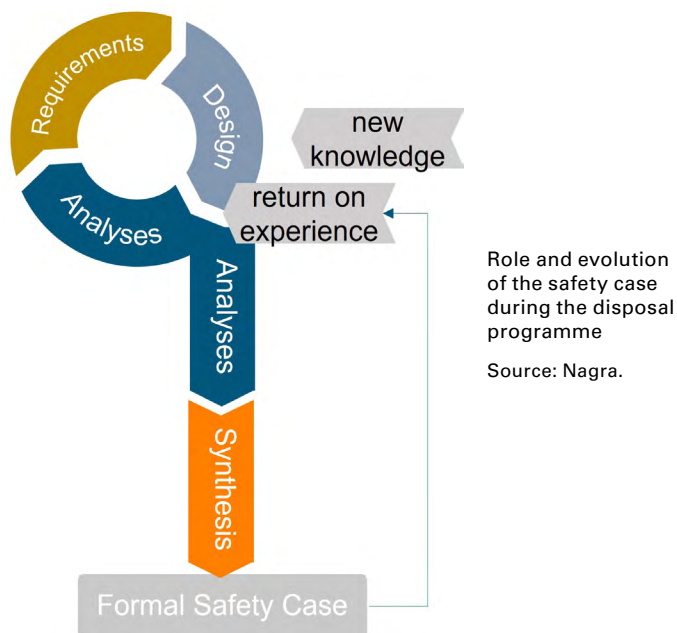 Requirements
Design
new
knowledge
return on
experience
Analyses
Analyses
Synthesis
Formal Safety Case
Role and evolution
of the safety case
during the disposal
programme
Source: Nagra.